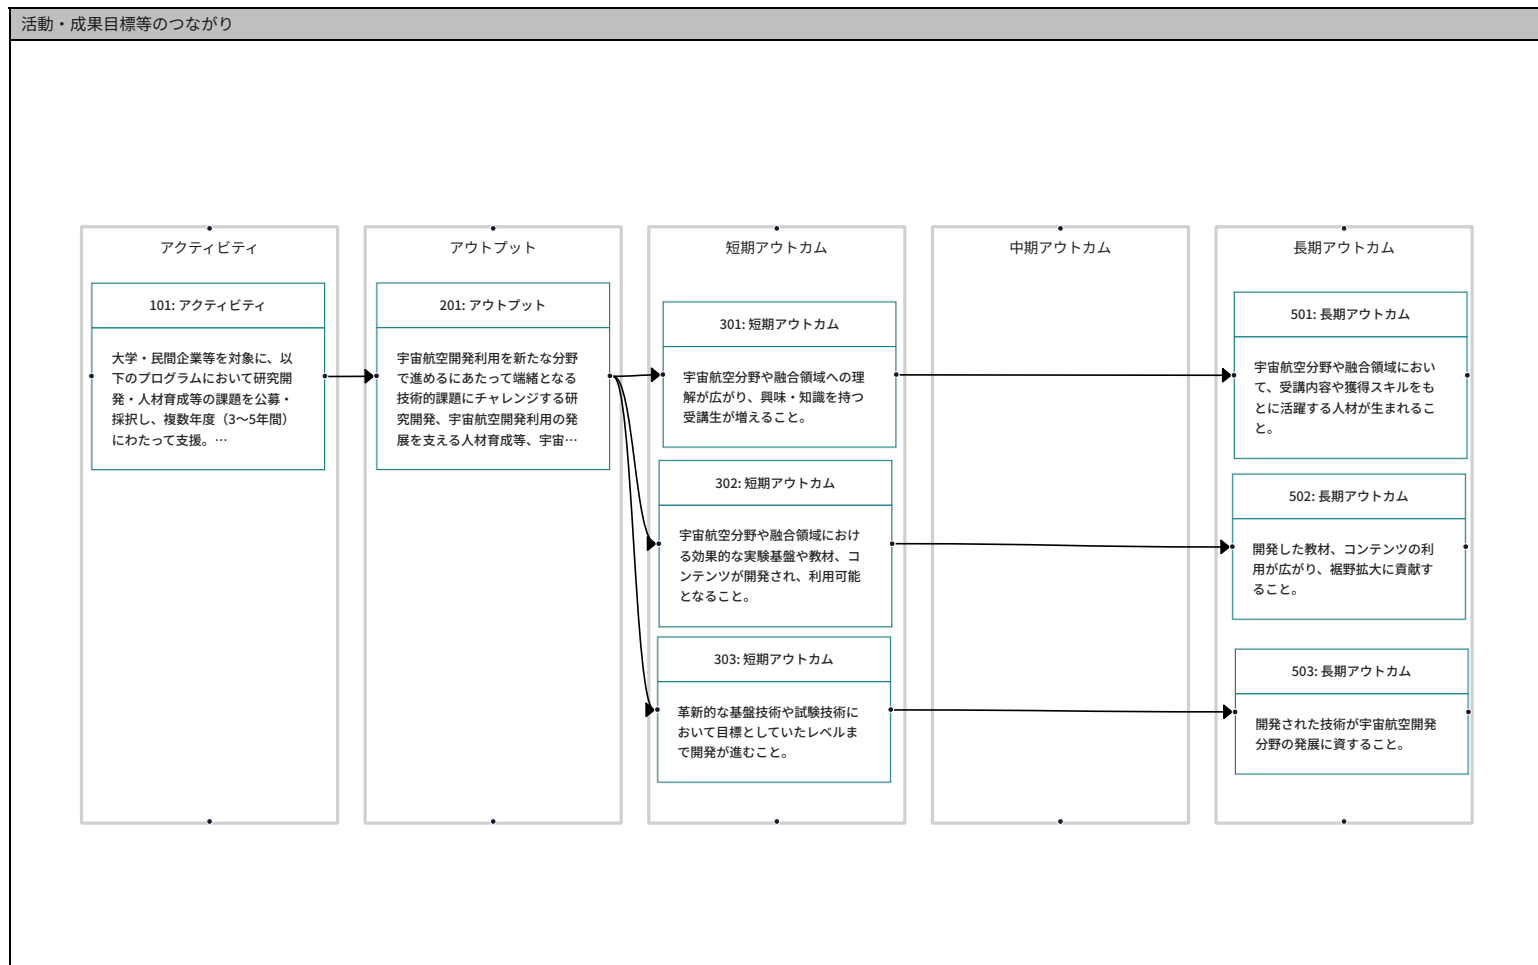 活動・成果目標等のつながり
アクティビティ
101: アクティビティ
大学・民間企業等を対象に、以
下のプログラムにおいて研究開
発・人材育成等の課題を公募・
採択し、複数年度（3～5年間）
にわたって支援。…
アウトプット
201: アウトプット
宇宙航空開発利用を新たな分野
で進めるにあたって端緒となる
技術的課題にチャレンジする研
究開発、宇宙航空開発利用の発
展を支える人材育成等、宇宙…
短期アウトカム
301: 短期アウトカム
宇宙航空分野や融合領域への理
解が広がり、興味・知識を持つ
受講生が増えること。
302: 短期アウトカム
宇宙航空分野や融合領域におけ
る効果的な実験基盤や教材、コ
ンテンツが開発され、利用可能
となること。
303: 短期アウトカム
革新的な基盤技術や試験技術に
おいて目標としていたレベルま
で開発が進むこと。
中期アウトカム
長期アウトカム
501: 長期アウトカム
宇宙航空分野や融合領域におい
て、受講内容や獲得スキルをも
とに活躍する人材が生まれるこ
と。
502: 長期アウトカム
開発した教材、コンテンツの利
用が広がり、裾野拡大に貢献す
ること。
503: 長期アウトカム
開発された技術が宇宙航空開発
分野の発展に資すること。